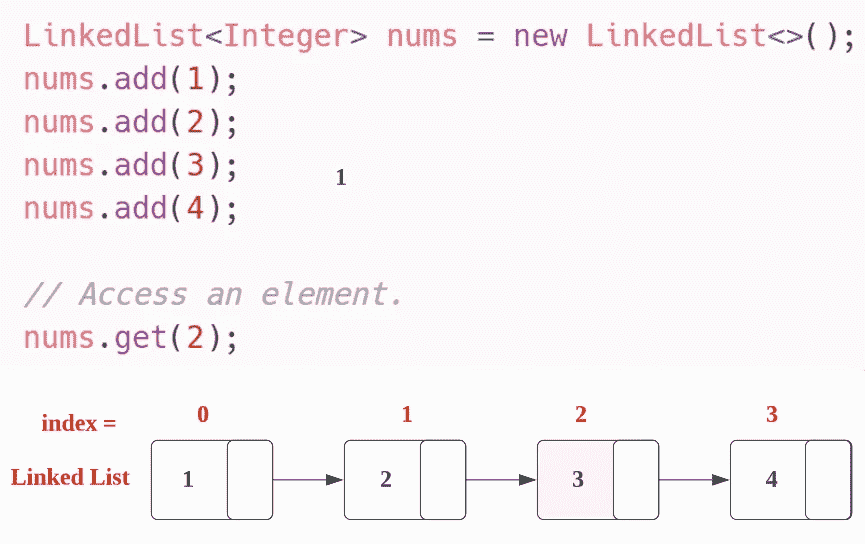 LinkedList<Integer> nums = new LinkedList<>();
nums.add(1);
nums.add(2);
nums.add(3);
1
nums.add(4);
// Access an element.
nums.get(2);
index = 0 1 2 3
Linked List 1 2 3 4